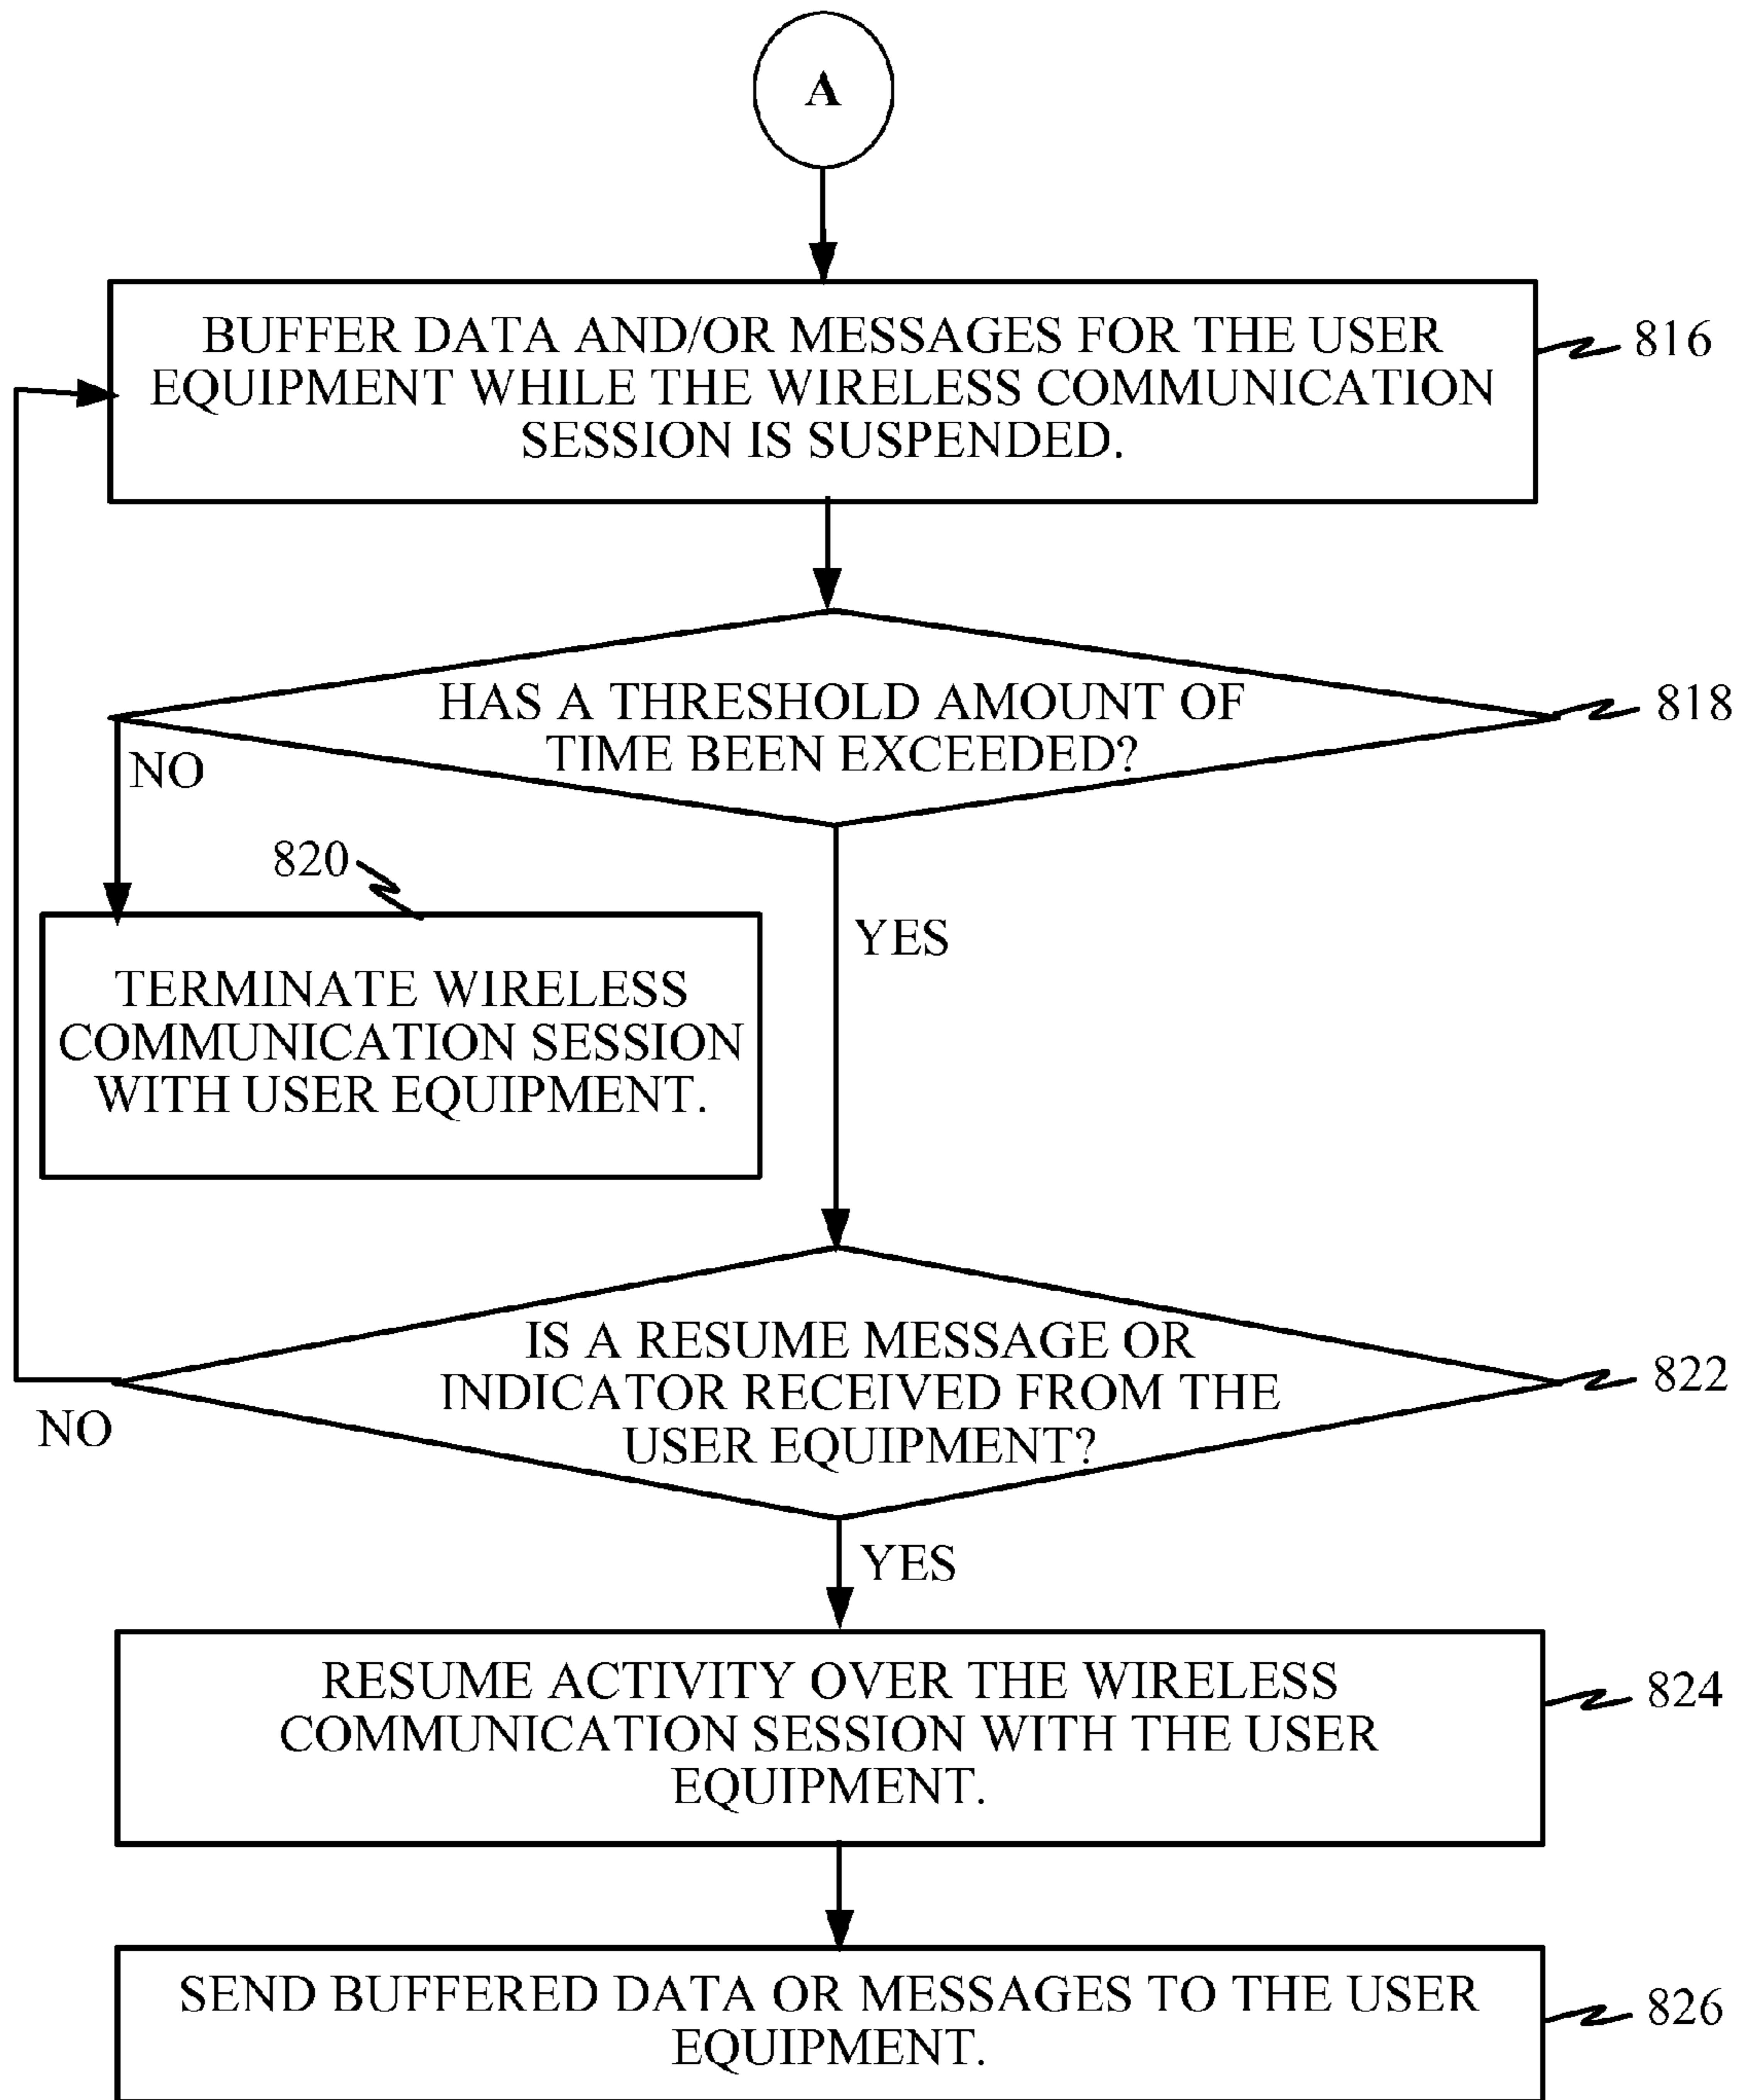 A
BUFFER DATA AND/OR MESSAGES FOR THE USER
EQUIPMENT WHILE THE WIRELESS COMMUNICATION
SESSION IS SUSPENDED.
816
HAS A THRESHOLD AMOUNT OF
TIME BEEN EXCEEDED?
818
NO
820
YES
TERMINATE WIRELESS
COMMUNICATION SESSION
WITH USER EQUIPMENT.
IS A RESUME MESSAGE OR
INDICATOR RECEIVED FROM THE
USER EQUIPMENT?
822
NO
YES
RESUME ACTIVITY OVER THE WIRELESS
COMMUNICATION SESSION WITH THE USER
EQUIPMENT.
824
SEND BUFFERED DATA OR MESSAGES TO THE USER
EQUIPMENT.
826